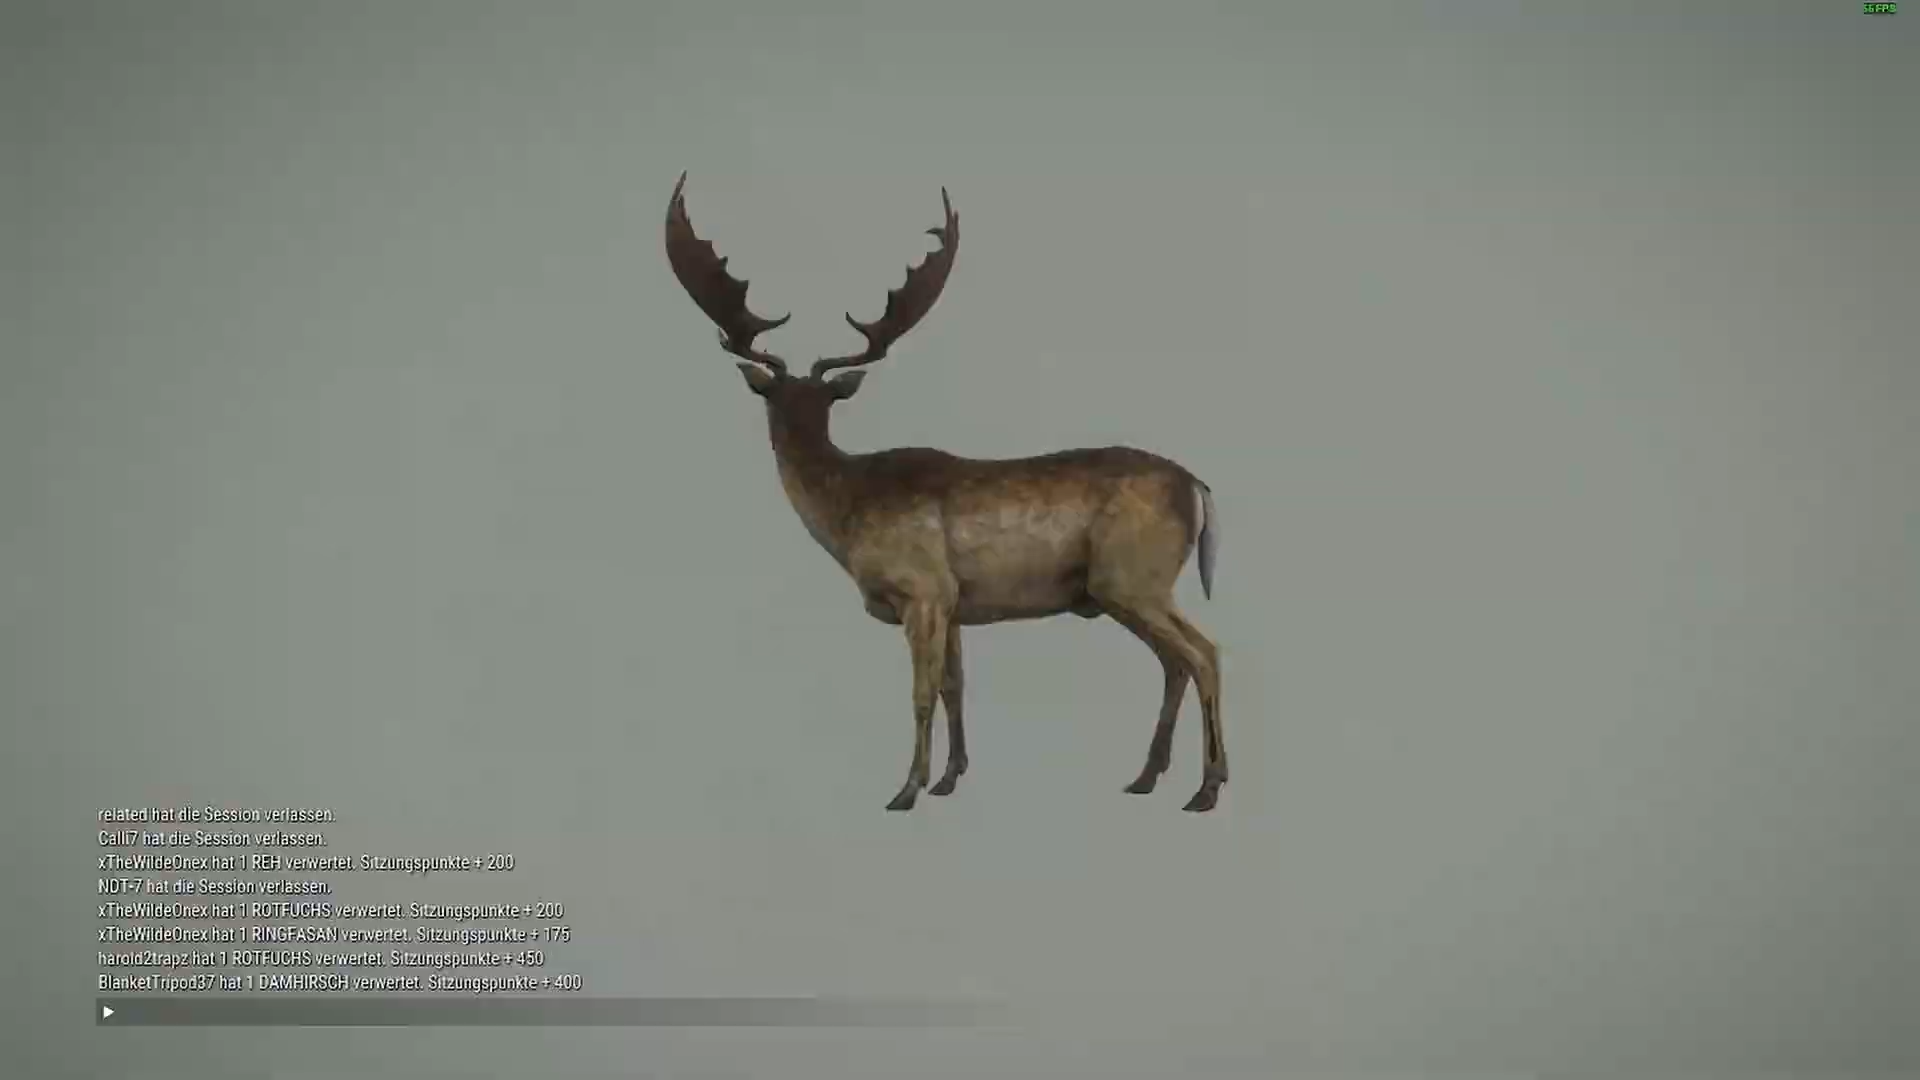 56 FPS
related hat die Session verlassen.
Calli7 hat die Session verlassen.
xTheWildeOnex hat 1 REH verwertet. Sitzungspunkte + 200
NDT-7 hat die Session verlassen.
xTheWildeOnex hat 1 ROTFUCHS verwertet. Sitzungspunkte + 200
xTheWildeOnex hat 1 RINGFASAN verwertet. Sitzungspunkte + 175
harold2trapz hat 1 ROTFUCHS verwertet. Sitzungspunkte + 450
BlanketTripod37 hat 1 DAMHIRSCH verwertet. Sitzungspunkte + 400